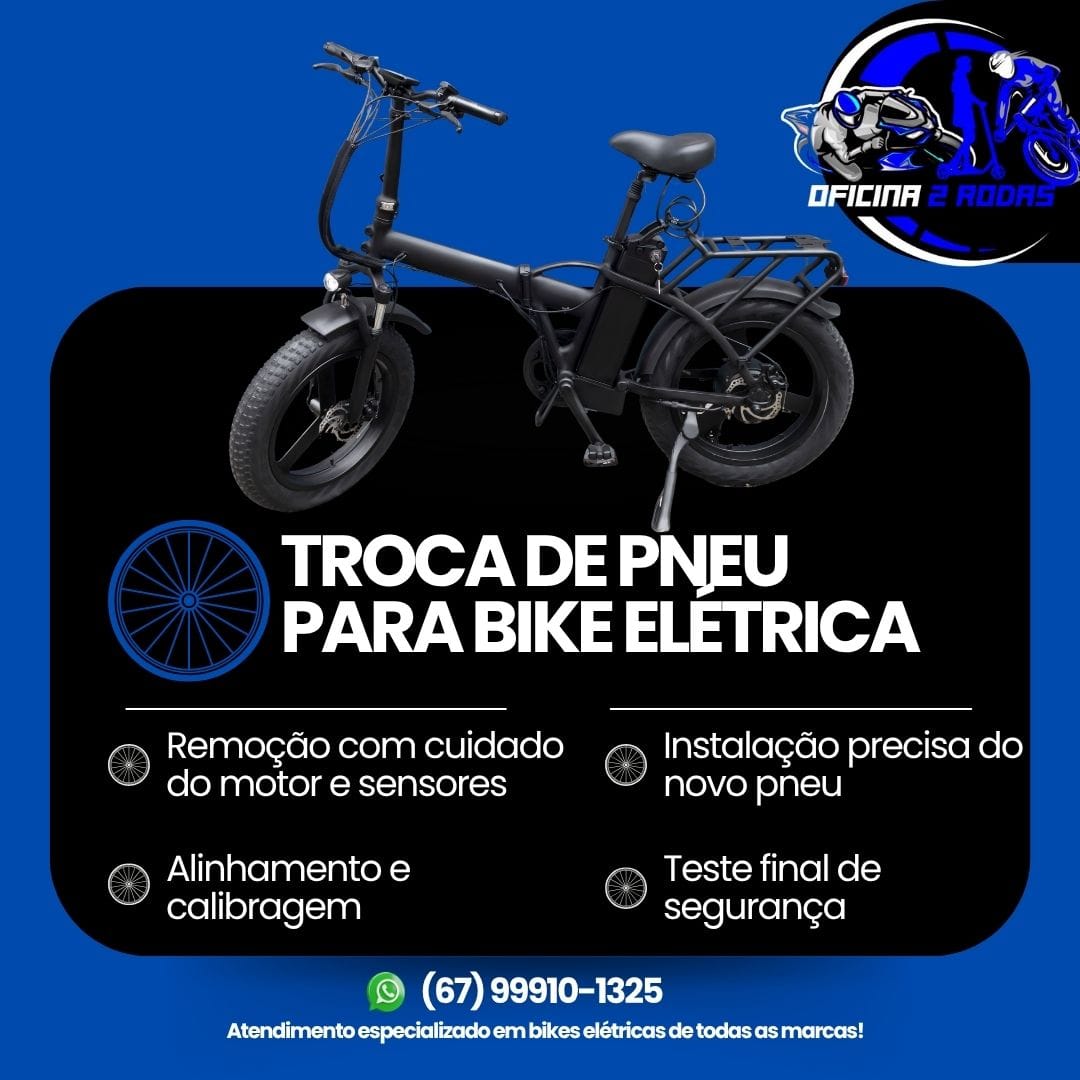 OFICINA 2 RODAS
TROCA DE PNEU
PARA BIKE ELÉTRICA
Remoção com cuidado
do motor e sensores
Instalação precisa do
novo pneu
Alinhamento e
calibragem
Teste final de
segurança
(67) 99910-1325
Atendimento especializado em bikes elétricas de todas as marcas!